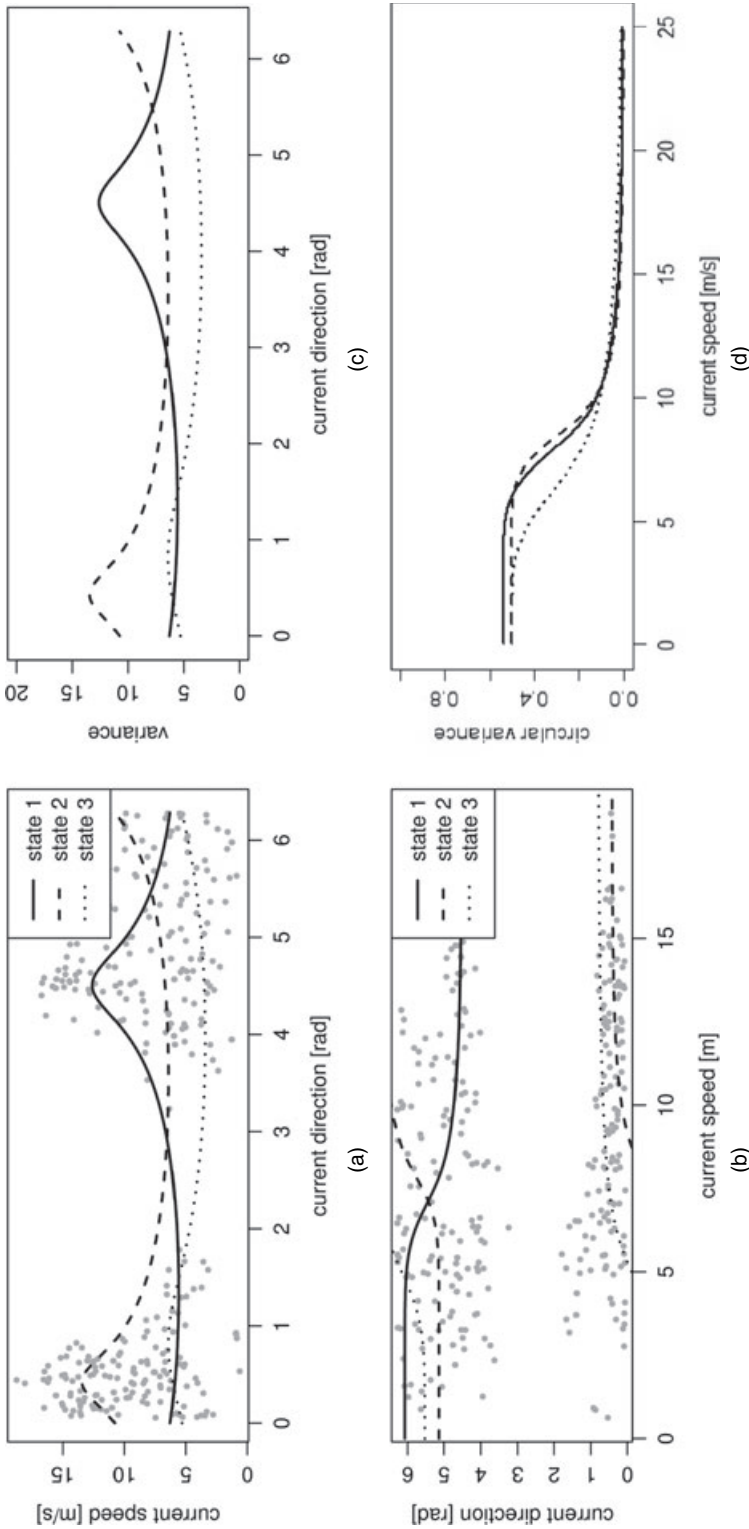 state 1
state 2
state 3
current speed [m/s]
0 5 10 15
0 1 2 3 4 5 6
current direction [rad]
(a)
variance
0 5 10 15 20
0 1 2 3 4 5 6
current direction [rad]
(c)
state 1
state 2
state 3
current direction [rad]
0 1 2 3 4 5 6
0 5 10 15
current speed [m]
(b)
circular variance
0.0 0.4 0.8
0 5 10 15 20 25
current speed [m/s]
(d)